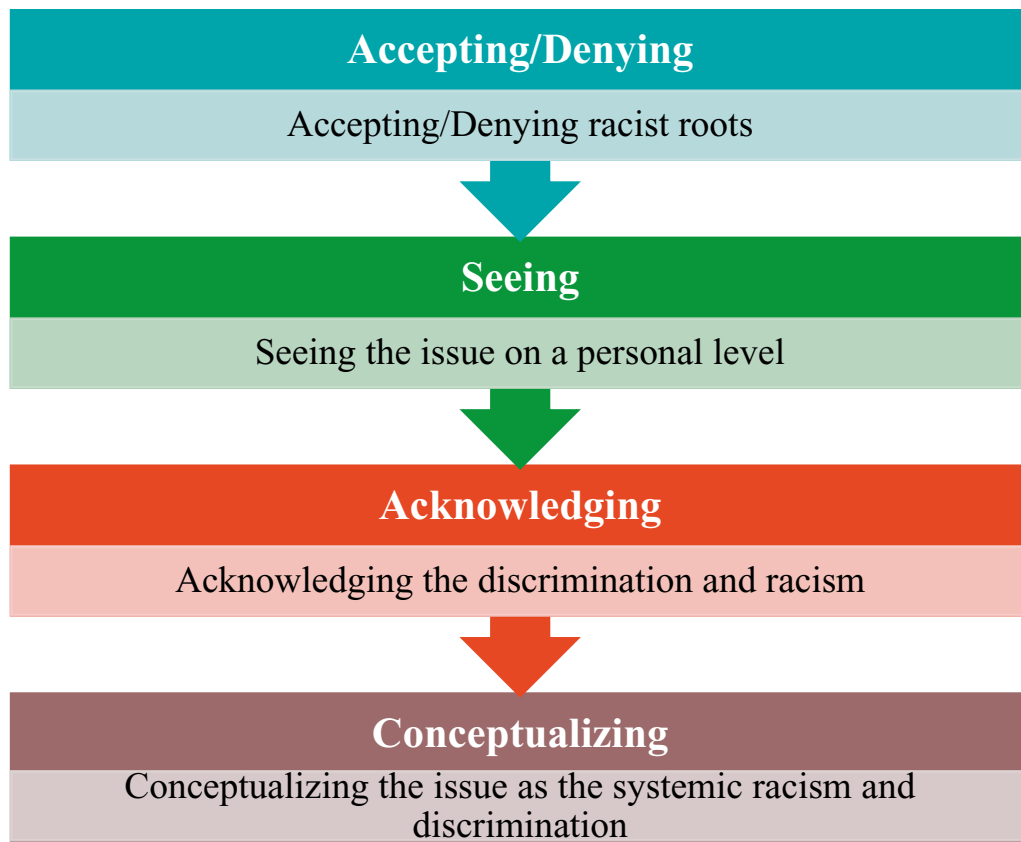 Accepting/Denying
Accepting/Denying racist roots
Seeing
Seeing the issue on a personal level
Acknowledging
Acknowledging the discrimination and racism
Conceptualizing
Conceptualizing the issue as the systemic racism and
discrimination